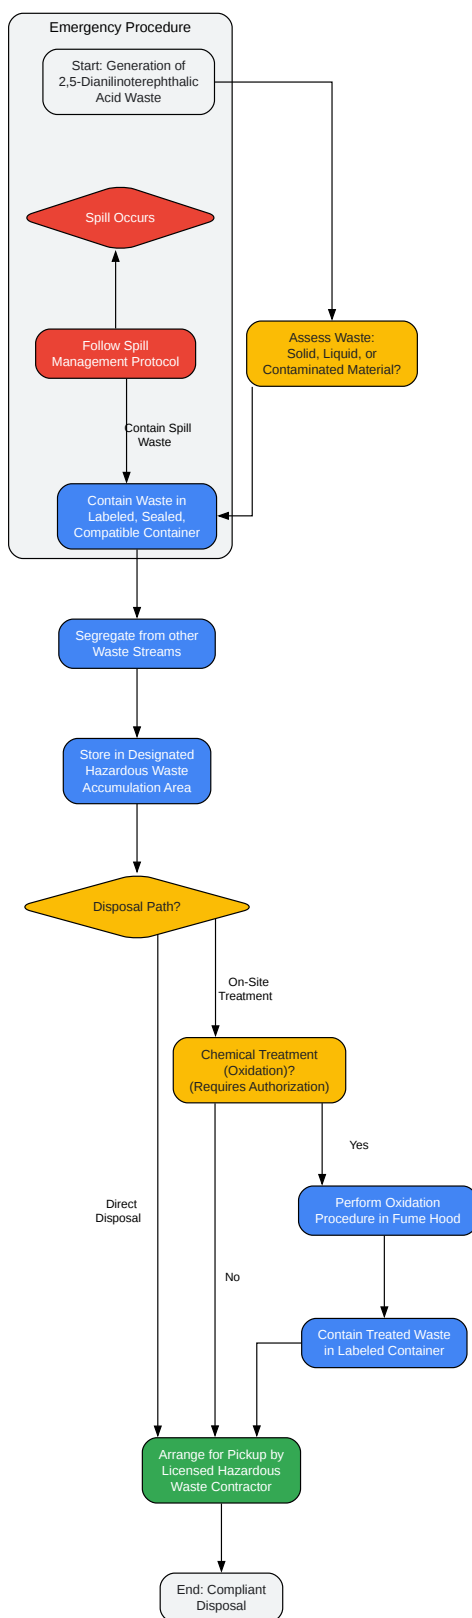 Emergency Procedure
Start: Generation of
2,5-Dianilinoterephthalic
Acid Waste
Spill Occurs
Follow Spill
Management Protocol
Assess Waste:
Solid, Liquid, or
Contaminated Material?
Contain Spill
Waste
Contain Waste in
Labeled, Sealed,
Compatible Container
Segregate from other
Waste Streams
Store in Designated
Hazardous Waste
Accumulation Area
Disposal Path?
On-Site
Treatment
Chemical Treatment
(Oxidation)?
(Requires Authorization)
Yes
Direct
Disposal
Perform Oxidation
Procedure in Fume Hood
No
Contain Treated Waste
in Labeled Container
Arrange for Pickup by
Licensed Hazardous
Waste Contractor
End: Compliant
Disposal